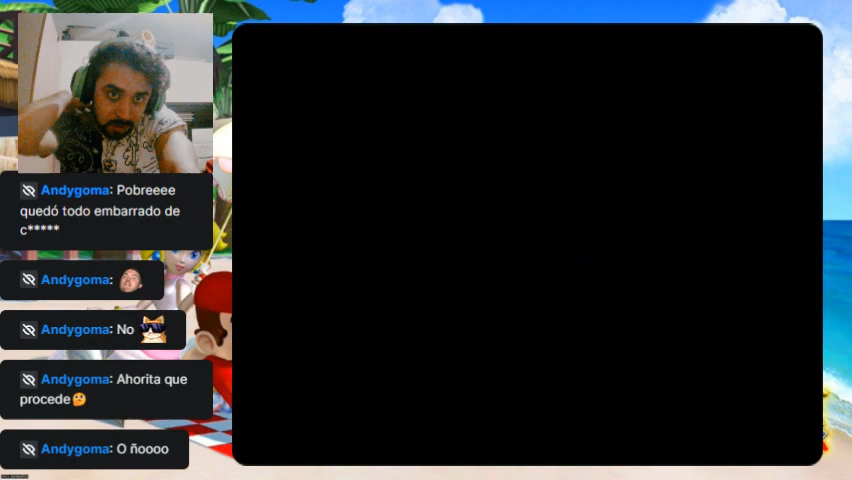 Andygoma: Pobreeee
quedó todo embarrado de
c*****
Andygoma:
Andygoma: No
Andygoma: Ahorita que
procede🤔
Andygoma: O ñoooo